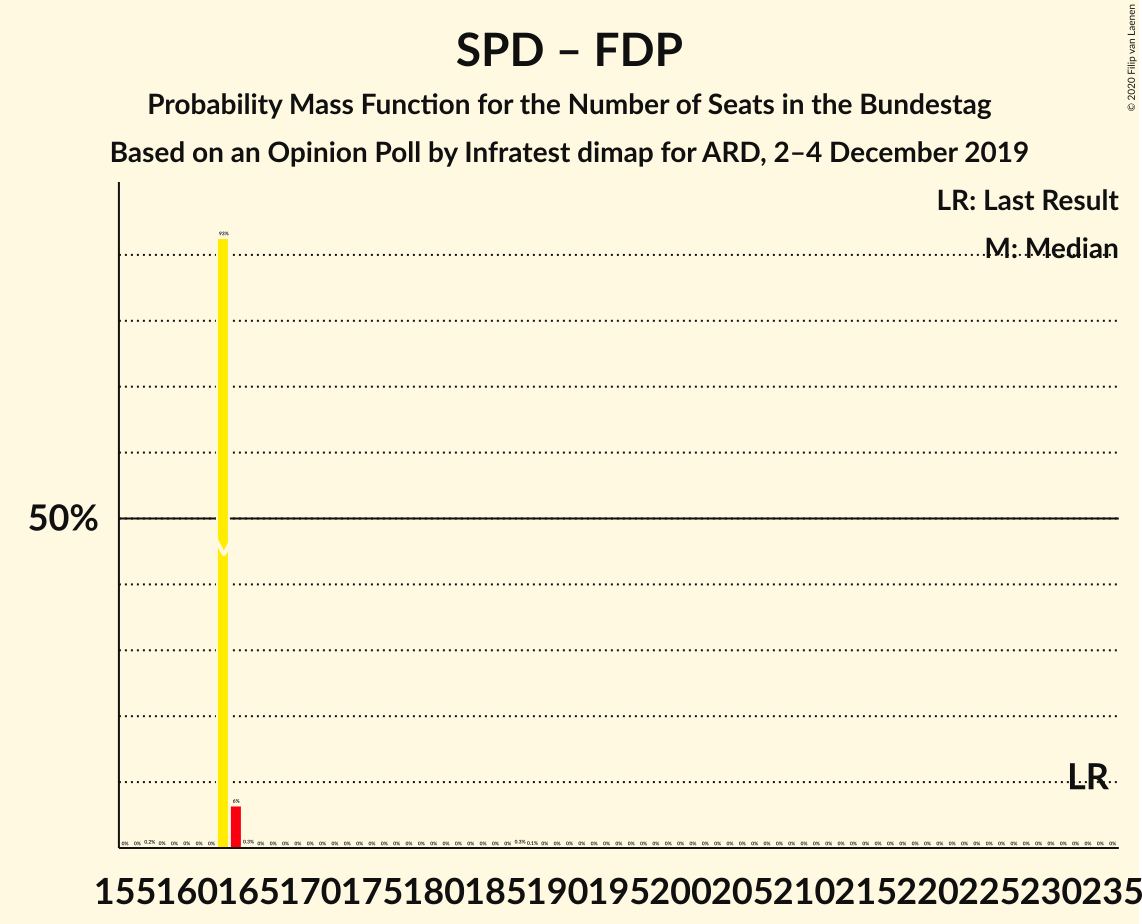 SPD – FDP
Probability Mass Function for the Number of Seats in the Bundestag
Based on an Opinion Poll by Infratest dimap for ARD, 2–4 December 2019
© 2020 Filip van Laenen
LR: Last Result
M: Median
93%
50%
M
LR
6%
0% 0% 0.2% 0% 0% 0% 0% 0% 0.3% 0% 0% 0% 0% 0% 0% 0% 0% 0% 0% 0% 0% 0% 0% 0% 0% 0% 0% 0% 0% 0% 0.3% 0.1% 0% 0% 0% 0% 0% 0% 0% 0% 0% 0% 0% 0% 0% 0% 0% 0% 0% 0% 0% 0% 0% 0% 0% 0% 0% 0% 0% 0% 0% 0% 0% 0% 0% 0% 0% 0% 0% 0% 0% 0% 0% 0% 0% 0% 0% 0% 0%
155 160 165 170 175 180 185 190 195 200 205 210 215 220 225 230 235